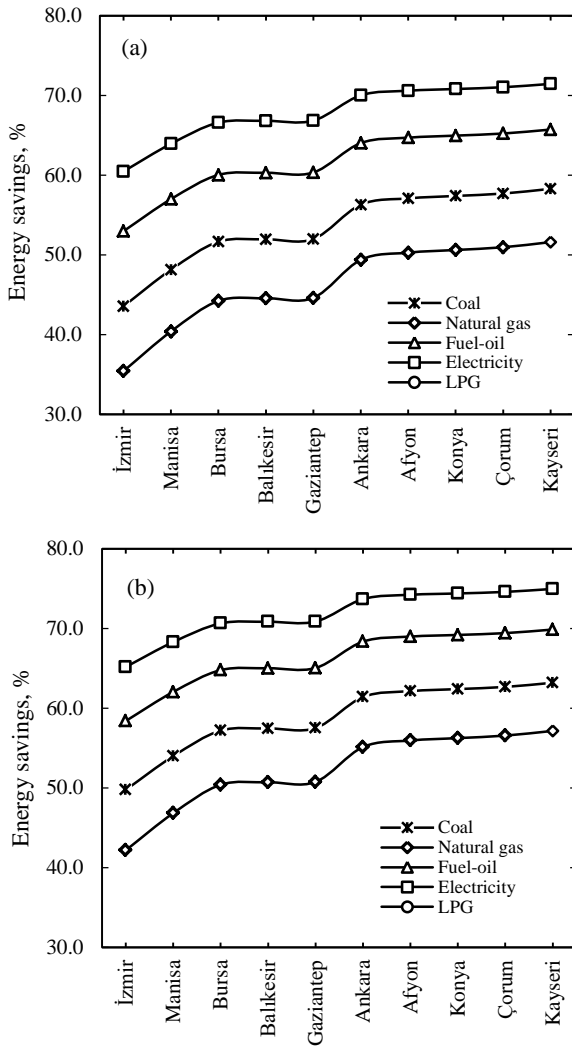 80.0
(a)
70.0
60.0
50.0
40.0
30.0
Energy savings, %
Coal
Natural gas
Fuel-oil
Electricity
LPG
İzmir
Manisa
Bursa
Balıkesir
Gaziantep
Ankara
Afyon
Konya
Çorum
Kayseri
80.0
(b)
70.0
60.0
50.0
40.0
30.0
Energy savings, %
Coal
Natural gas
Fuel-oil
Electricity
LPG
İzmir
Manisa
Bursa
Balıkesir
Gaziantep
Ankara
Afyon
Konya
Çorum
Kayseri